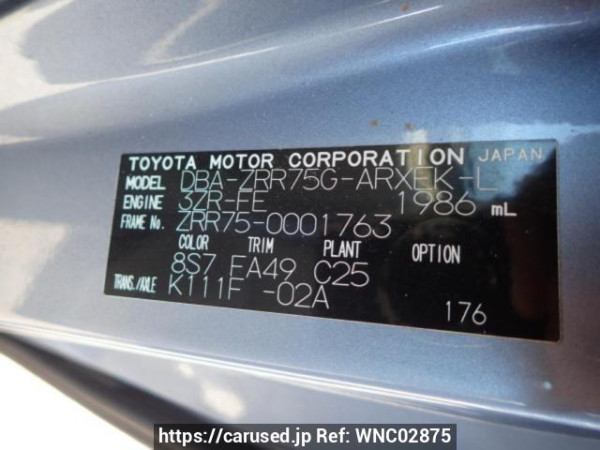 TOYOTA MOTOR CORPORATION JAPAN
MODEL DBA-ZRR75G-ARXEK-L
ENGINE 3ZR-FE 1986 mL
FRAME No. ZRR75-0001763
COLOR TRIM PLANT OPTION
8S7 FA49 C25
TRANS./AXLE K111F -02A
176
https://carused.jp Ref: WNC02875